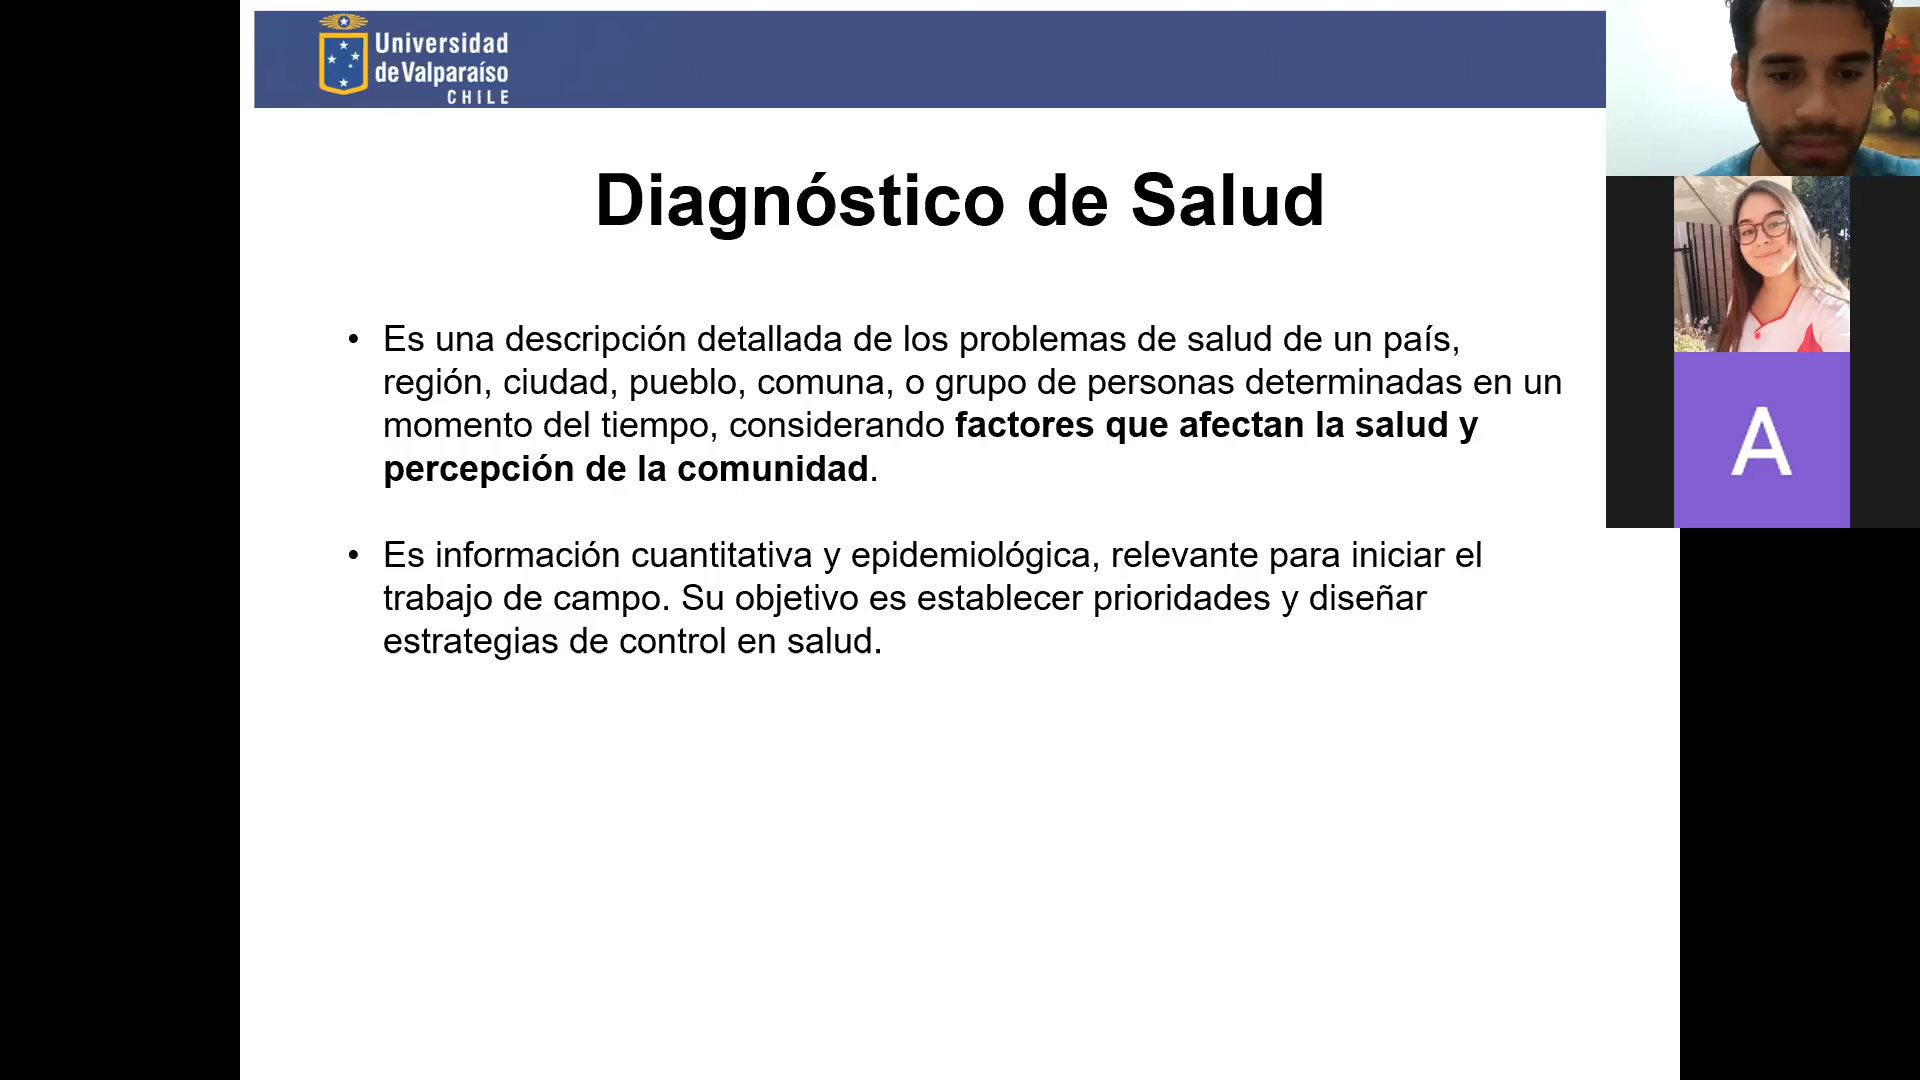 Universidad
de Valparaíso
CHILE
Diagnóstico de Salud
• Es una descripción detallada de los problemas de salud de un país,
región, ciudad, pueblo, comuna, o grupo de personas determinadas en un
momento del tiempo, considerando factores que afectan la salud y
percepción de la comunidad.
• Es información cuantitativa y epidemiológica, relevante para iniciar el
trabajo de campo. Su objetivo es establecer prioridades y diseñar
estrategias de control en salud.
A